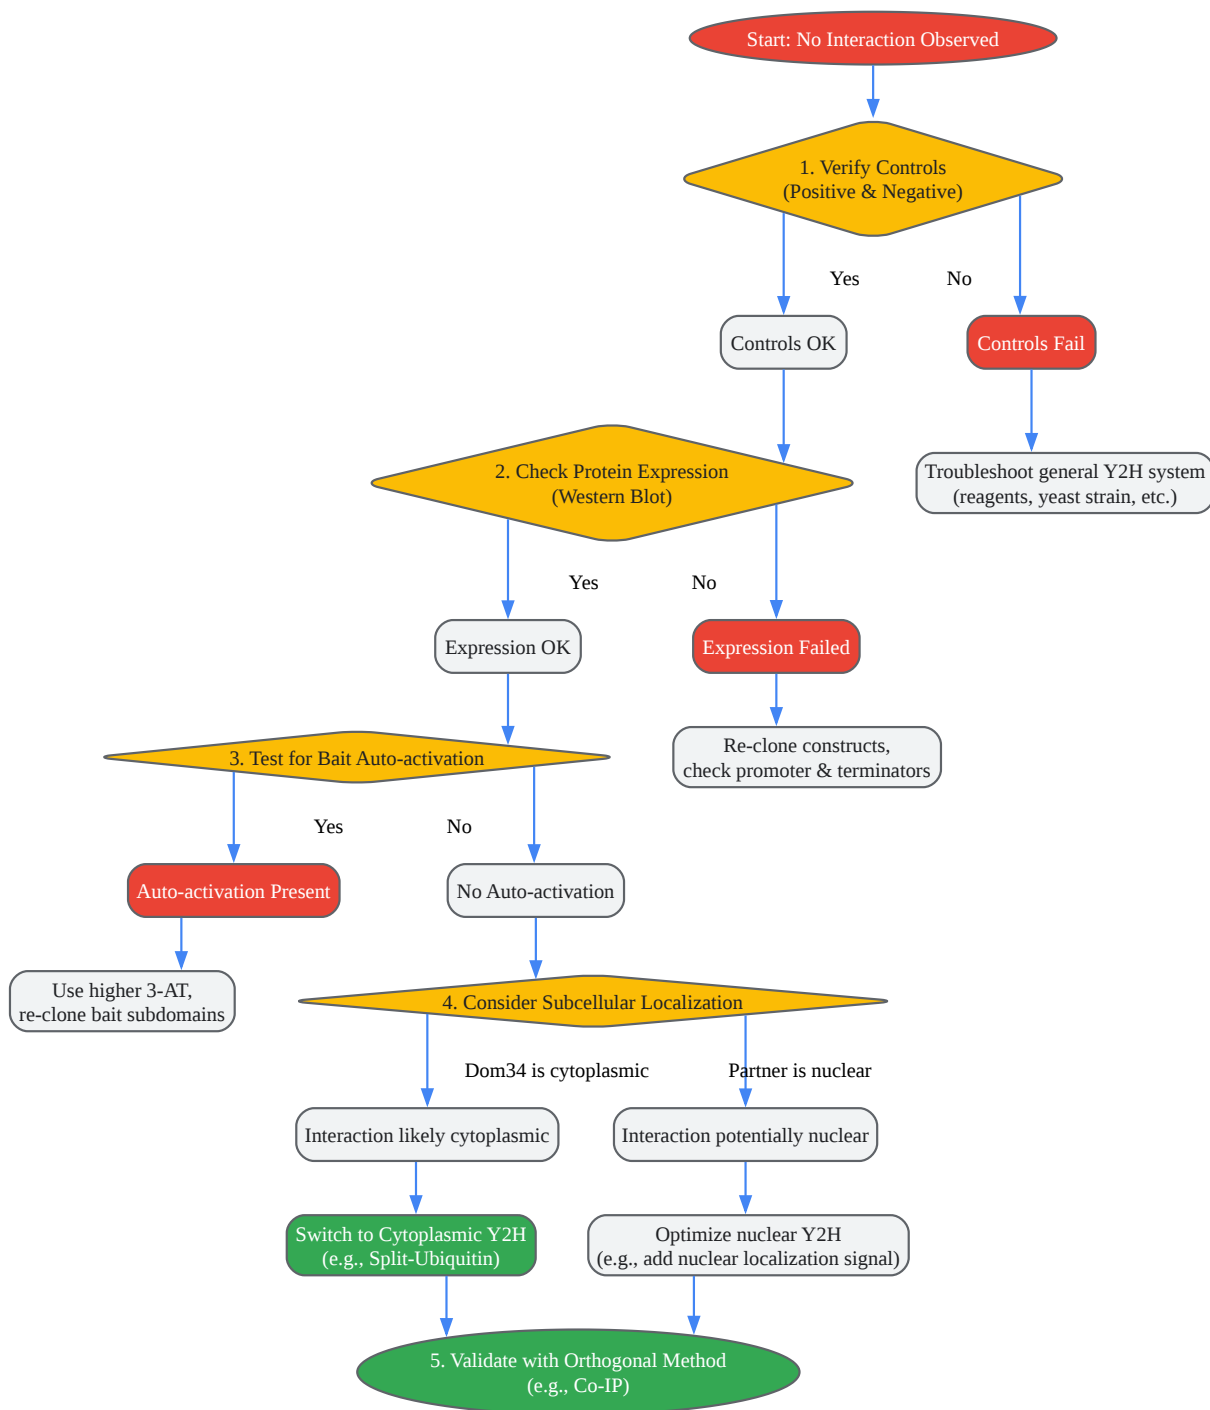 Start: No Interaction Observed
1. Verify Controls
(Positive & Negative)
Yes
No
Controls OK
Controls Fail
2. Check Protein Expression
(Western Blot)
Troubleshoot general Y2H system
(reagents, yeast strain, etc.)
Yes
No
Expression OK
Expression Failed
3. Test for Bait Auto-activation
Re-clone constructs,
check promoter & terminators
Yes
No
Auto-activation Present
No Auto-activation
Use higher 3-AT,
re-clone bait subdomains
4. Consider Subcellular Localization
Dom34 is cytoplasmic
Partner is nuclear
Interaction likely cytoplasmic
Interaction potentially nuclear
Switch to Cytoplasmic Y2H
(e.g., Split-Ubiquitin)
Optimize nuclear Y2H
(e.g., add nuclear localization signal)
5. Validate with Orthogonal Method
(e.g., Co-IP)